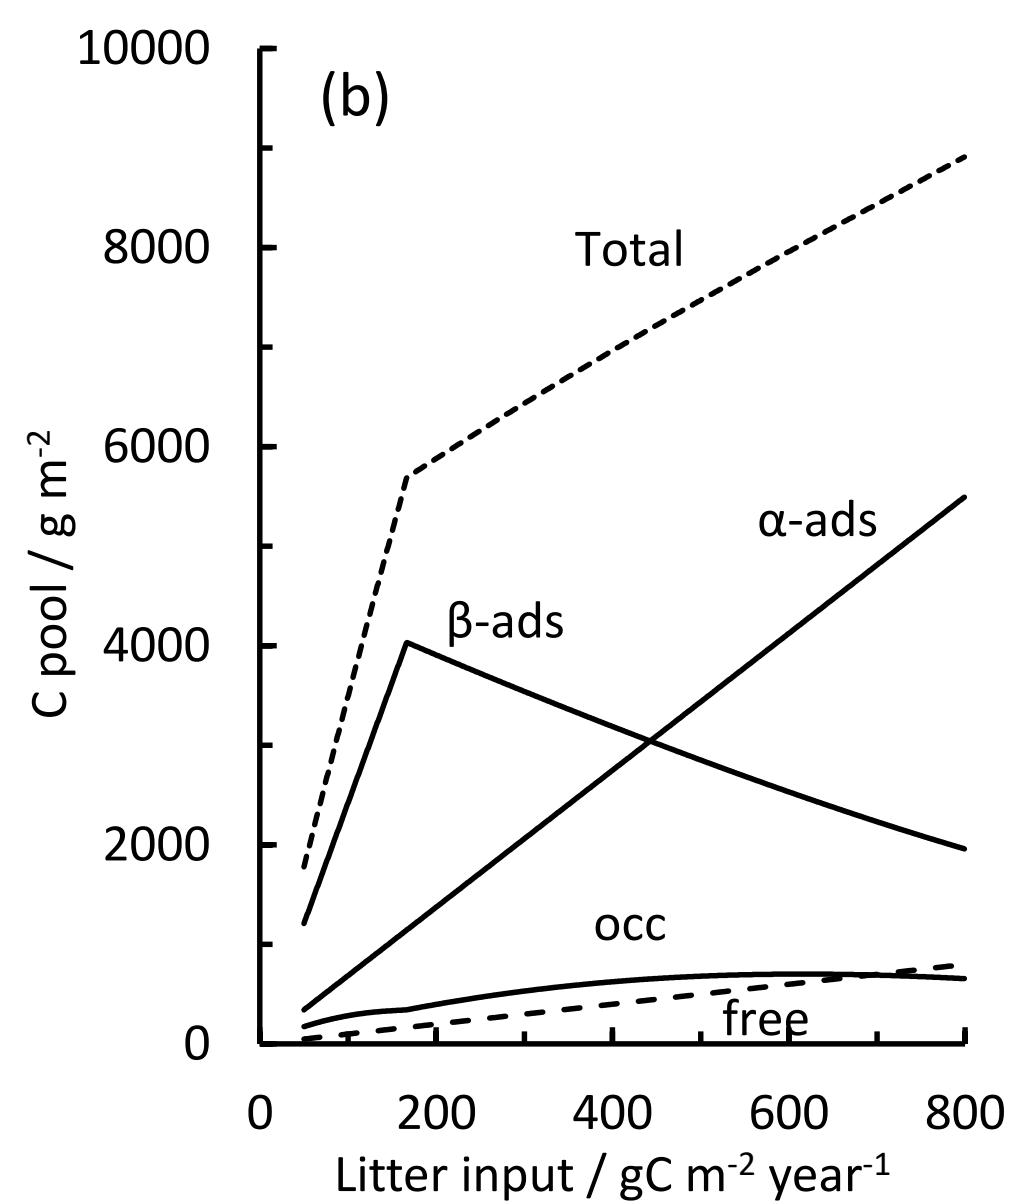 (b)
10000
8000
6000
4000
2000
0
C pool / g m⁻²
Total
α-ads
β-ads
occ
free
0 200 400 600 800
Litter input / gC m⁻² year⁻¹